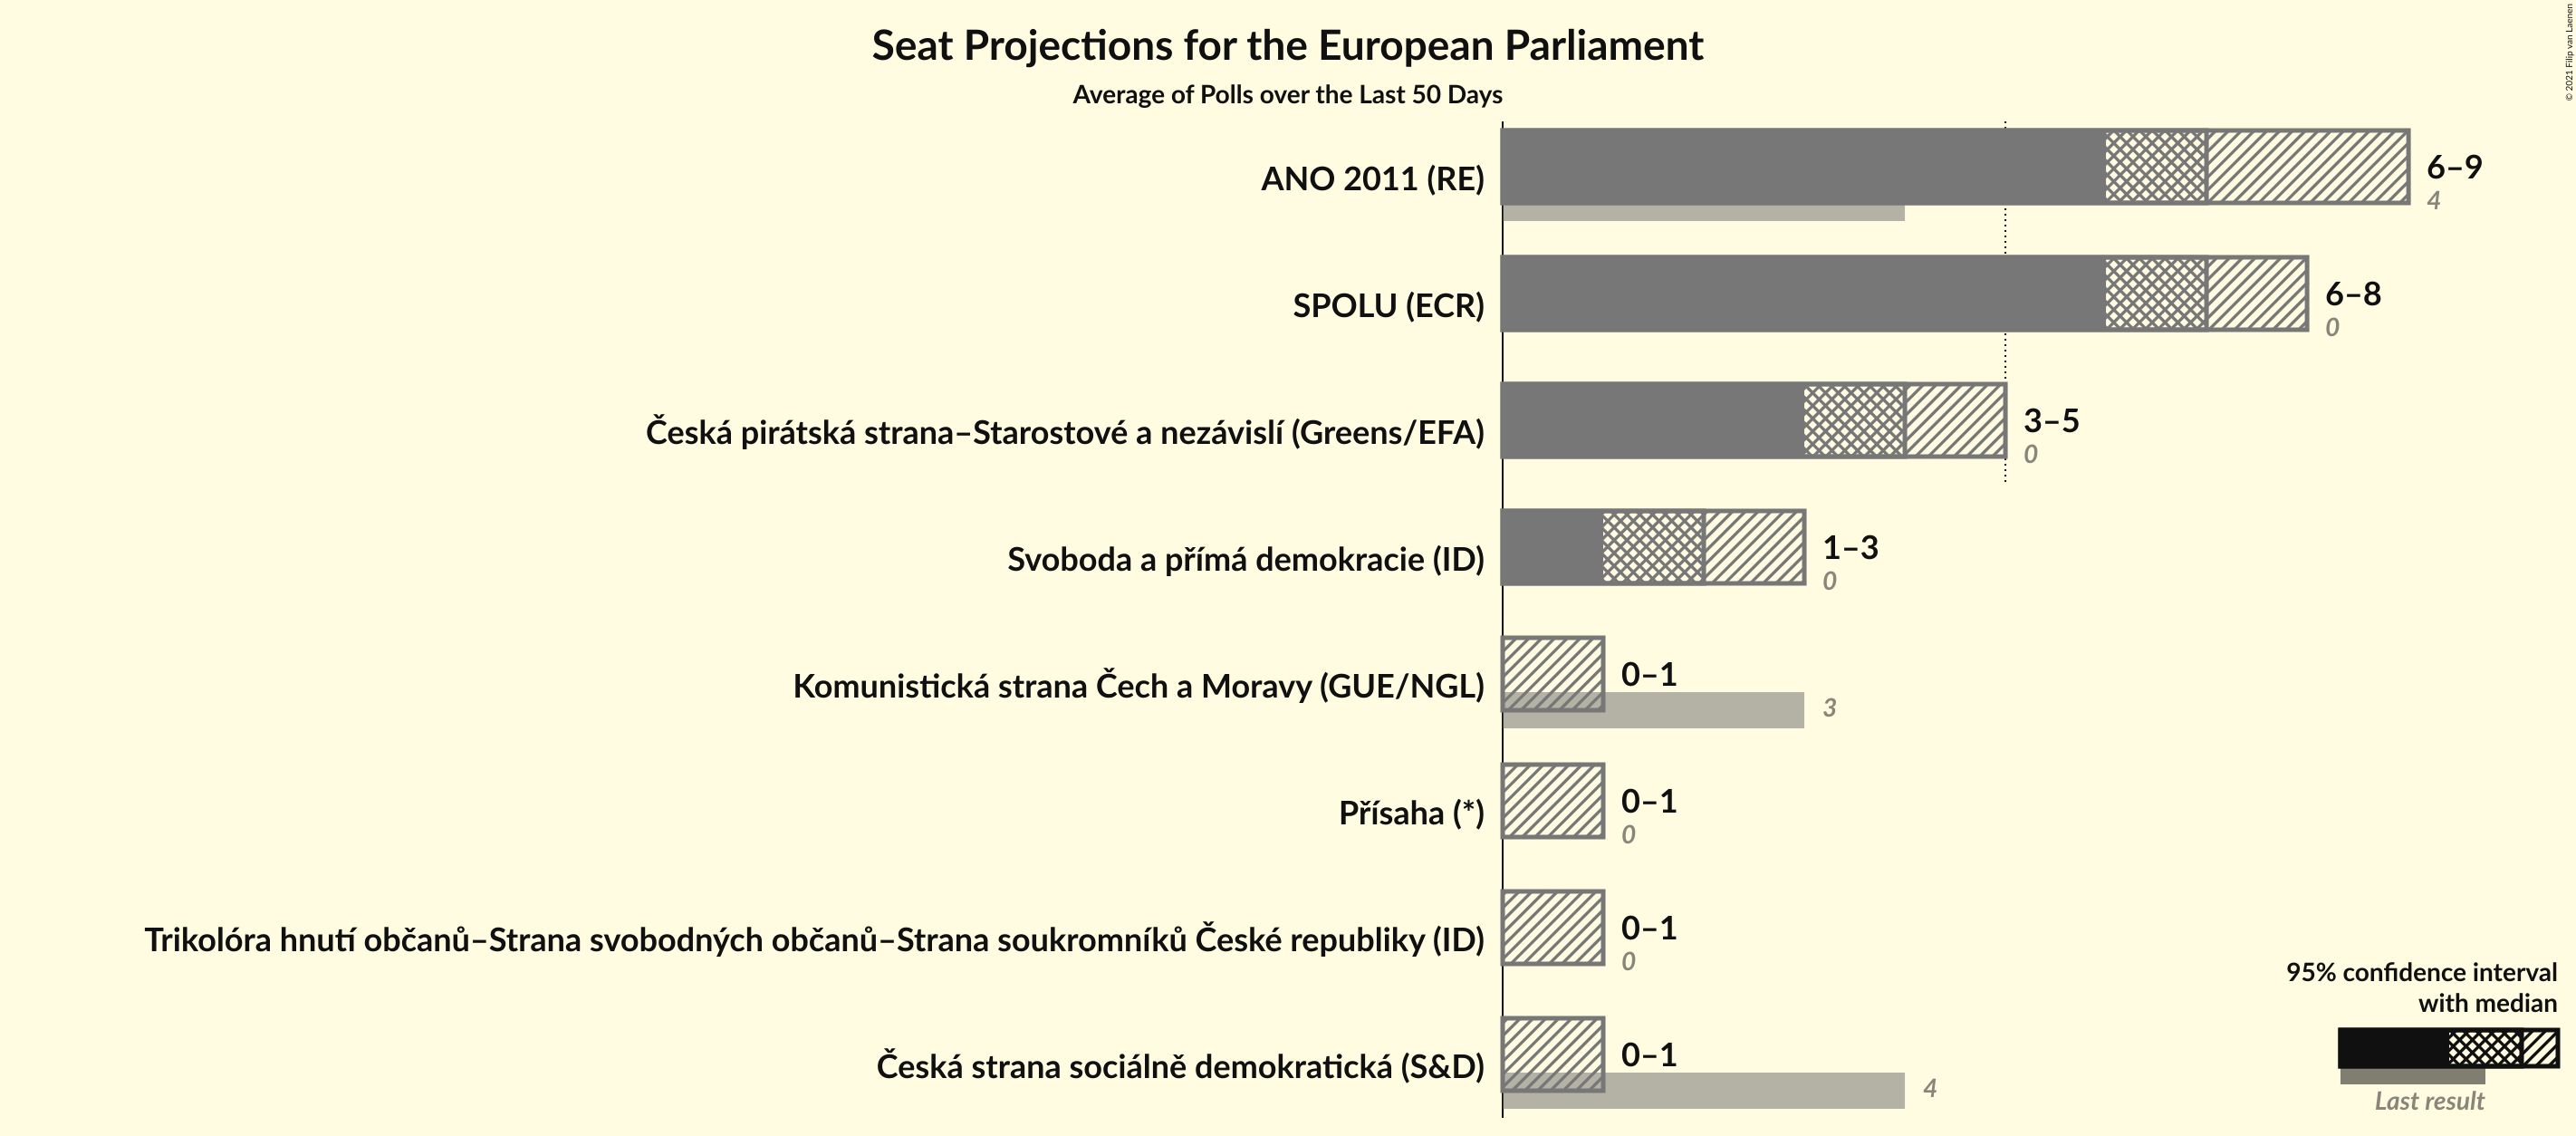 Seat Projections for the European Parliament
Average of Polls over the Last 50 Days
© 2021 Filip van Laenen
ANO 2011 (RE)
6–9
4
SPOLU (ECR)
6–8
0
Česká pirátská strana–Starostové a nezávislí (Greens/EFA)
3–5
0
Svoboda a přímá demokracie (ID)
1–3
0
Komunistická strana Čech a Moravy (GUE/NGL)
0–1
3
Přísaha (*)
0–1
0
Trikolóra hnutí občanů–Strana svobodných občanů–Strana soukromníků České republiky (ID)
0–1
0
Česká strana sociálně demokratická (S&D)
0–1
4
95% confidence interval
with median
Last result